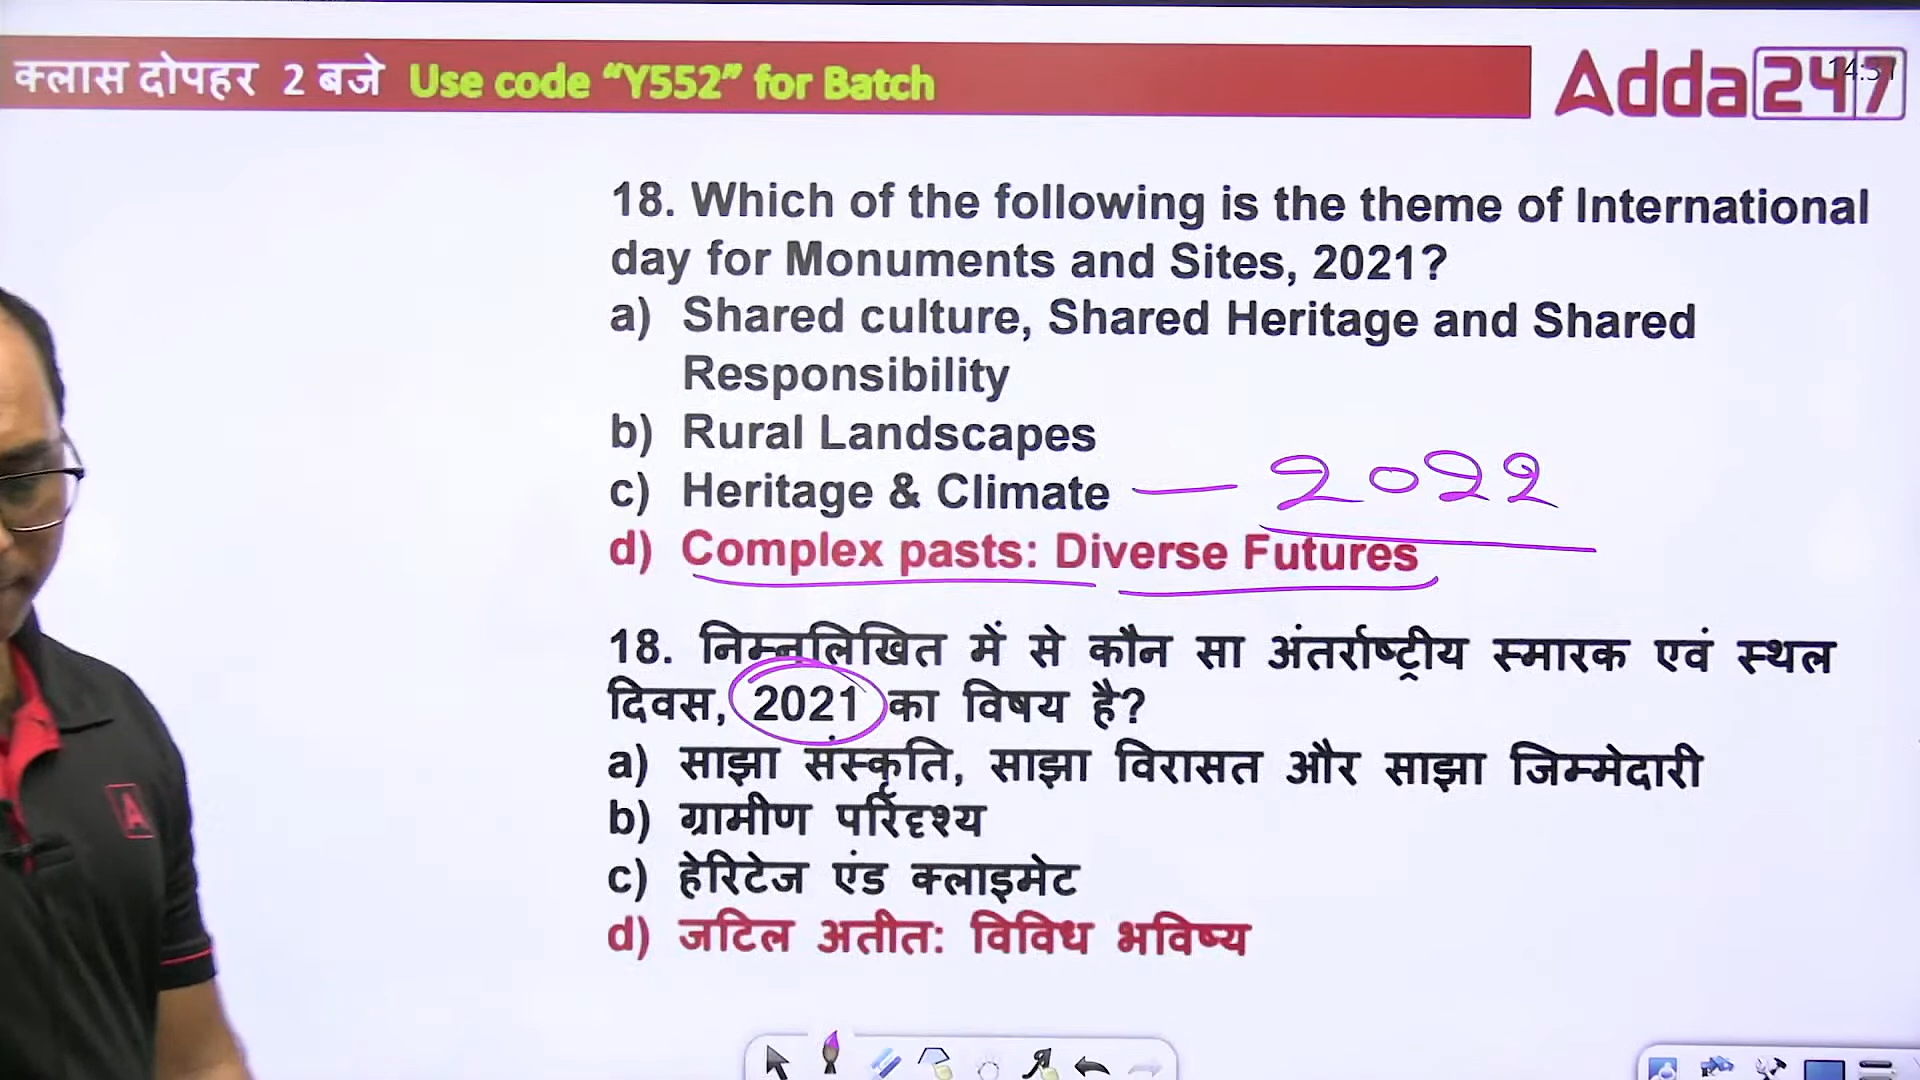 क्लास दोपहर 2 बजे Use code “Y552” for Batch
Adda247
18. Which of the following is the theme of International
day for Monuments and Sites, 2021?
a) Shared culture, Shared Heritage and Shared
Responsibility
b) Rural Landscapes
c) Heritage & Climate — 2022
d) Complex pasts: Diverse Futures
18. निम्नलिखित में से कौन सा अंतर्राष्ट्रीय स्मारक एवं स्थल
दिवस, 2021 का विषय है?
a) साझा संस्कृति, साझा विरासत और साझा जिम्मेदारी
b) ग्रामीण परिदृश्य
c) हेरिटेज एंड क्लाइमेट
d) जटिल अतीत: विविध भविष्य
A